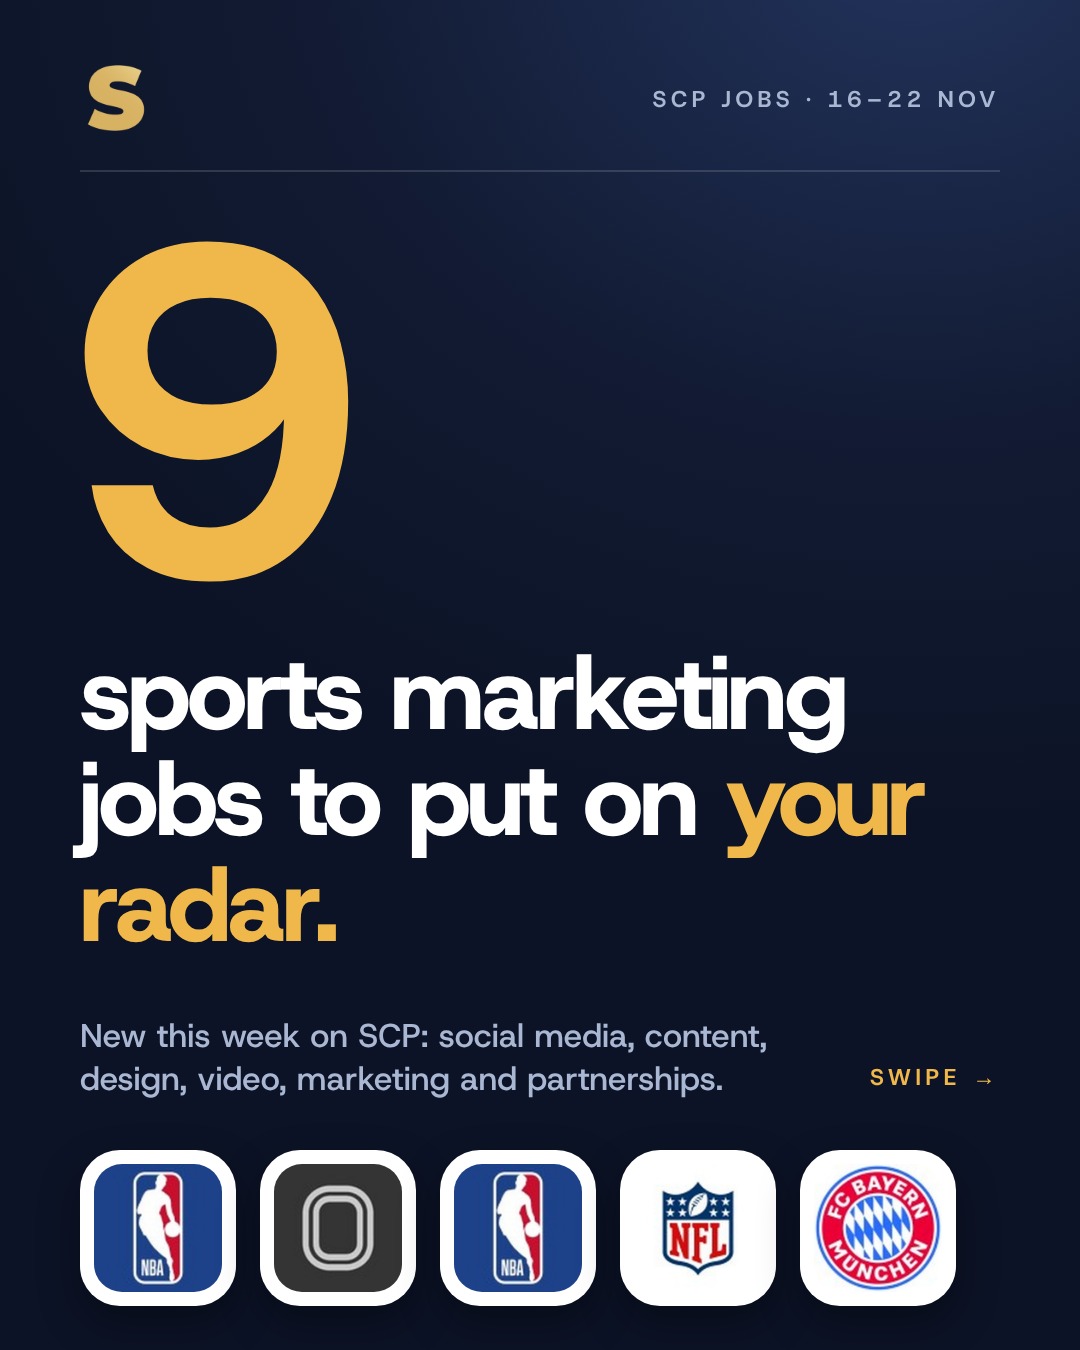 S
SCP JOBS · 16–22 NOV
9
sports marketing
jobs to put on your
radar.
New this week on SCP: social media, content,
design, video, marketing and partnerships.
SWIPE →
NBA
NBA
NFL
FC BAYERN
MÜNCHEN